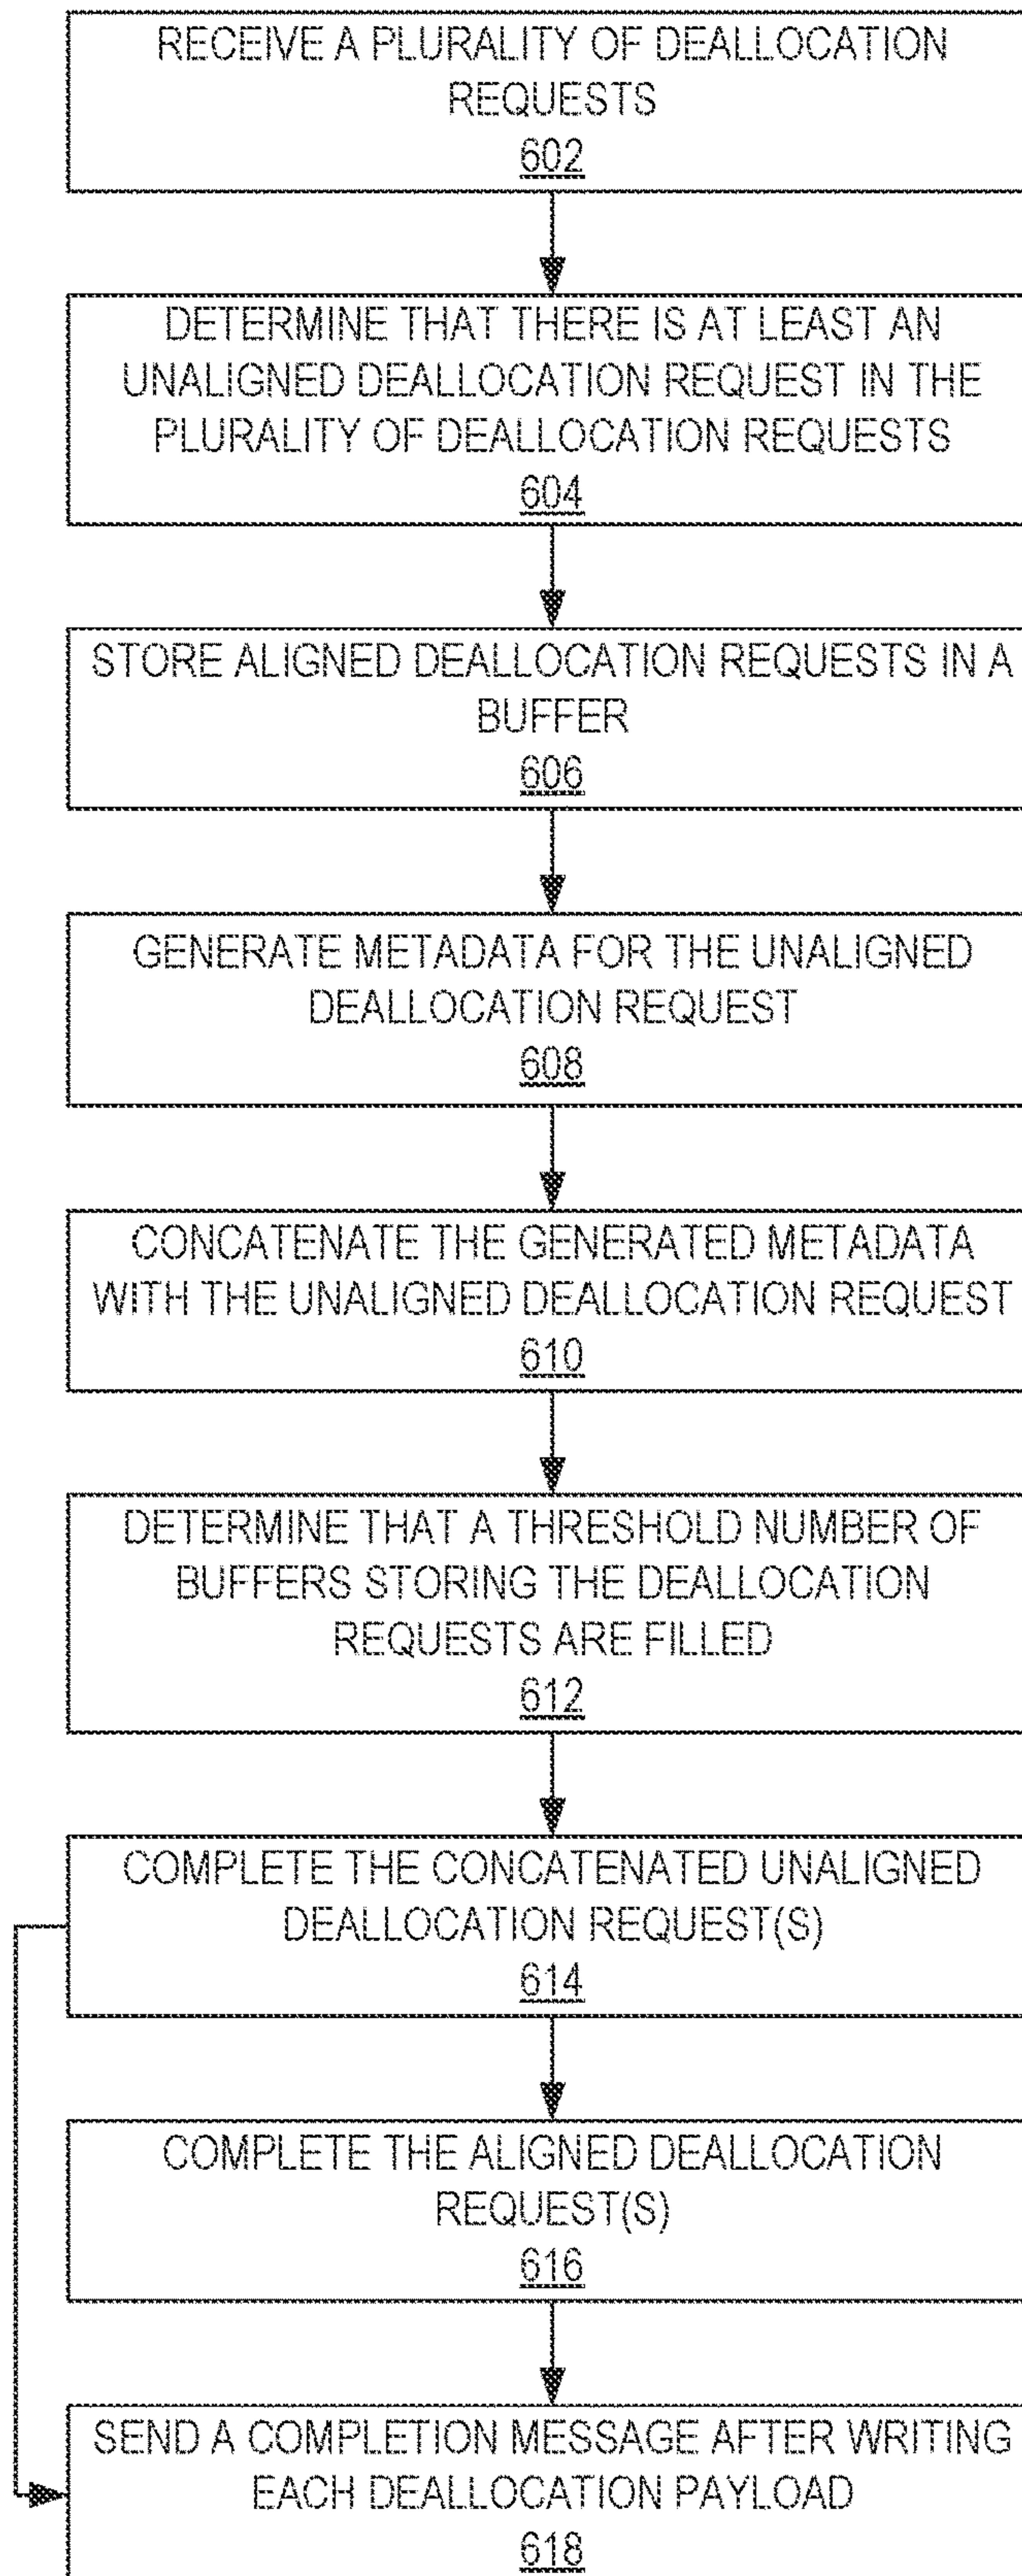 RECEIVE A PLURALITY OF DEALLOCATION
REQUESTS
602
DETERMINE THAT THERE IS AT LEAST AN
UNALIGNED DEALLOCATION REQUEST IN THE
PLURALITY OF DEALLOCATION REQUESTS
604
STORE ALIGNED DEALLOCATION REQUESTS IN A
BUFFER
606
GENERATE METADATA FOR THE UNALIGNED
DEALLOCATION REQUEST
608
CONCATENATE THE GENERATED METADATA
WITH THE UNALIGNED DEALLOCATION REQUEST
610
DETERMINE THAT A THRESHOLD NUMBER OF
BUFFERS STORING THE DEALLOCATION
REQUESTS ARE FILLED
612
COMPLETE THE CONCATENATED UNALIGNED
DEALLOCATION REQUEST(S)
614
COMPLETE THE ALIGNED DEALLOCATION
REQUEST(S)
616
SEND A COMPLETION MESSAGE AFTER WRITING
EACH DEALLOCATION PAYLOAD
618